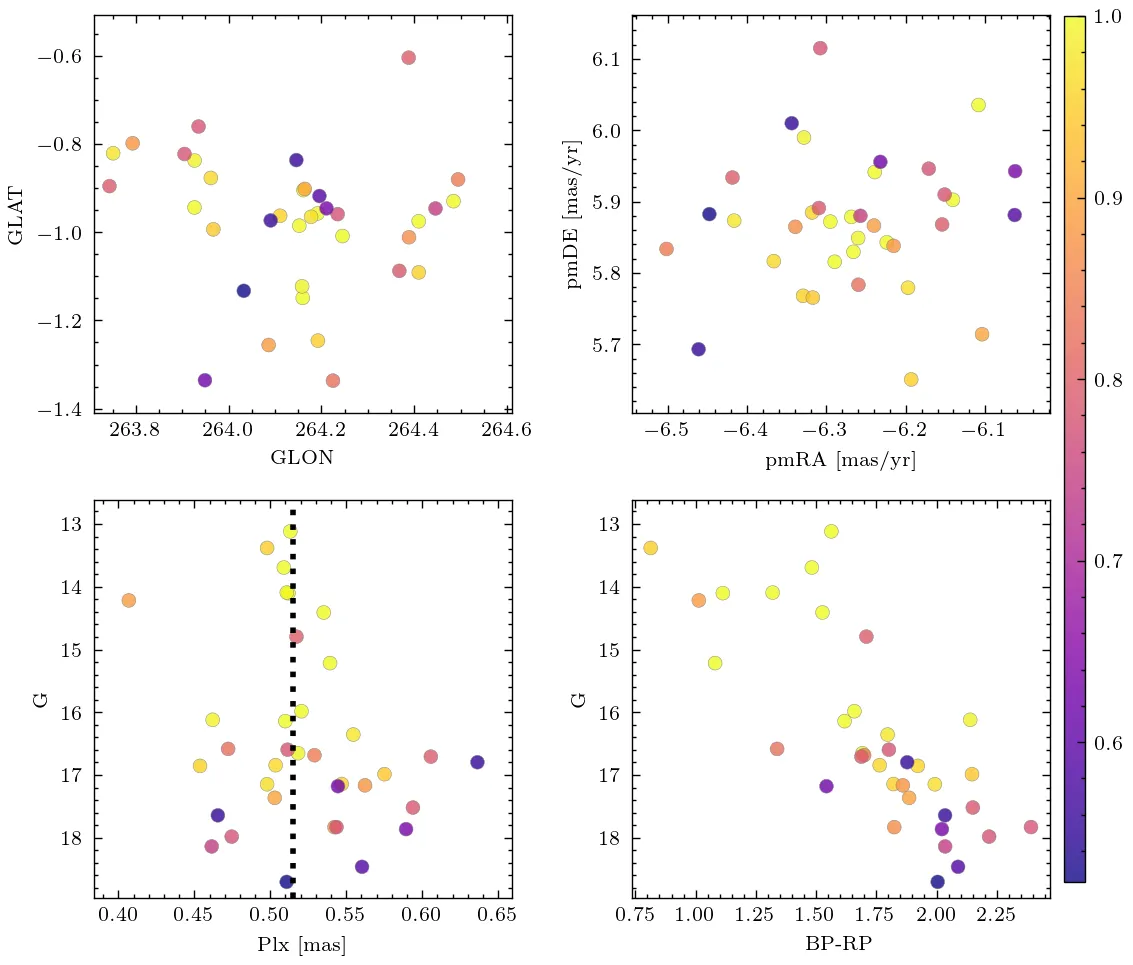 −0.6
−0.8
−1.0
−1.2
−1.4
GLAT
263.8 264.0 264.2 264.4 264.6
GLON
6.1
6.0
5.9
5.8
5.7
pmDE [mas/yr]
−6.5 −6.4 −6.3 −6.2 −6.1
pmRA [mas/yr]
1.0
0.9
0.8
0.7
0.6
13
14
15
16
17
18
G
0.40 0.45 0.50 0.55 0.60 0.65
Plx [mas]
13
14
15
16
17
18
G
0.75 1.00 1.25 1.50 1.75 2.00 2.25
BP-RP